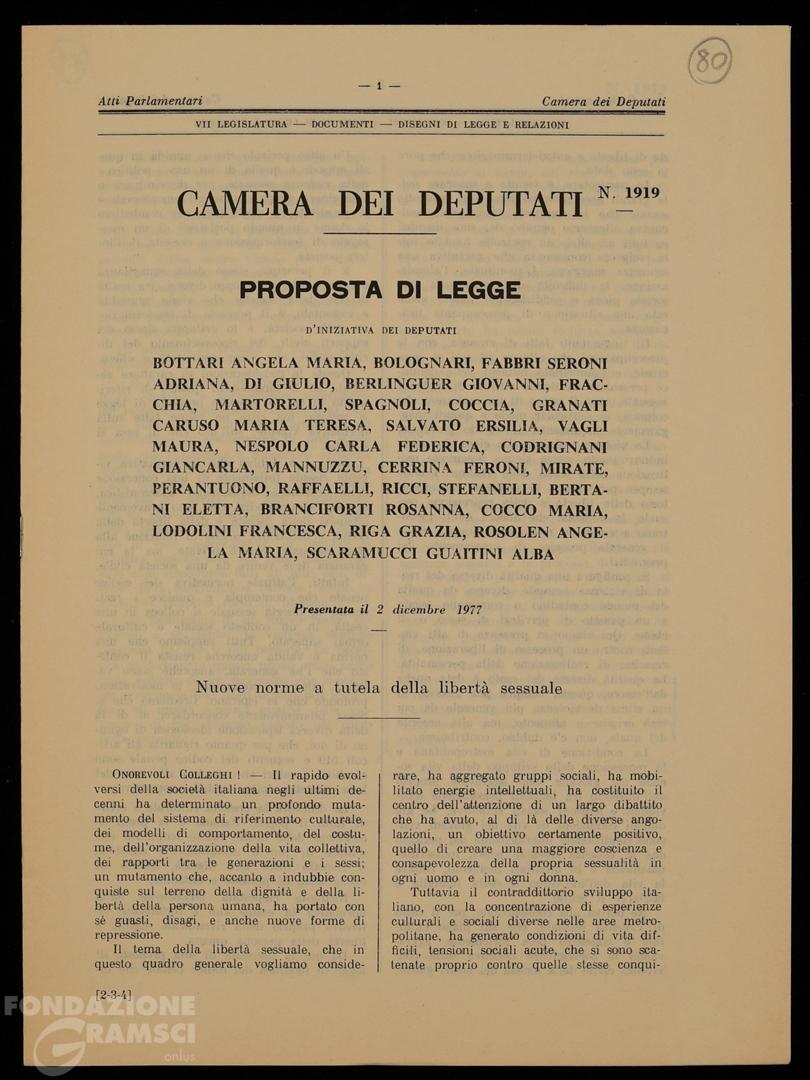 80
— 1 —
Atti Parlamentari Camera dei Deputati
VII LEGISLATURA — DOCUMENTI — DISEGNI DI LEGGE E RELAZIONI
CAMERA DEI DEPUTATI N. 1919
PROPOSTA DI LEGGE
D'INIZIATIVA DEI DEPUTATI
BOTTARI ANGELA MARIA, BOLOGNARI, FABBRI SERONI
ADRIANA, DI GIULIO, BERLINGUER GIOVANNI, FRAC-
CHIA, MARTORELLI, SPAGNOLI, COCCIA, GRANATI
CARUSO MARIA TERESA, SALVATO ERSILIA, VAGLI
MAURA, NESPOLO CARLA FEDERICA, CODRIGNANI
GIANCARLA, MANNUZZU, CERRINA FERONI, MIRATE,
PERANTUONO, RAFFAELLI, RICCI, STEFANELLI, BERTA-
NI ELETTA, BRANCIFORTI ROSANNA, COCCO MARIA,
LODOLINI FRANCESCA, RIGA GRAZIA, ROSOLEN ANGE-
LA MARIA, SCARAMUCCI GUAITINI ALBA
Presentata il 2 dicembre 1977
Nuove norme a tutela della libertà sessuale
ONOREVOLI COLLEGHI! — Il rapido evol-
versi della società italiana negli ultimi de-
cenni ha determinato un profondo muta-
mento del sistema di riferimento culturale,
dei modelli di comportamento, del costu-
me, dell'organizzazione della vita collettiva,
dei rapporti tra le generazioni e i sessi;
un mutamento che, accanto a indubbie con-
quiste sul terreno della dignità e della li-
bertà della persona umana, ha portato con
sé guasti, disagi, e anche nuove forme di
repressione.
Il tema della libertà sessuale, che in
questo quadro generale vogliamo conside-
rare, ha aggregato gruppi sociali, ha mobi-
litato energie intellettuali, ha costituito il
centro dell'attenzione di un largo dibattito
che ha avuto, al di là delle diverse ango-
lazioni, un obiettivo certamente positivo,
quello di creare una maggiore coscienza e
consapevolezza della propria sessualità in
ogni uomo e in ogni donna.
Tuttavia il contraddittorio sviluppo ita-
liano, con la concentrazione di esperienze
culturali e sociali diverse nelle aree metro-
politane, ha generato condizioni di vita dif-
ficili, tensioni sociali acute, che si sono sca-
tenate proprio contro quelle stesse conqui-
[2-3-4]
FONDAZIONE
GRAMSCI
onlus